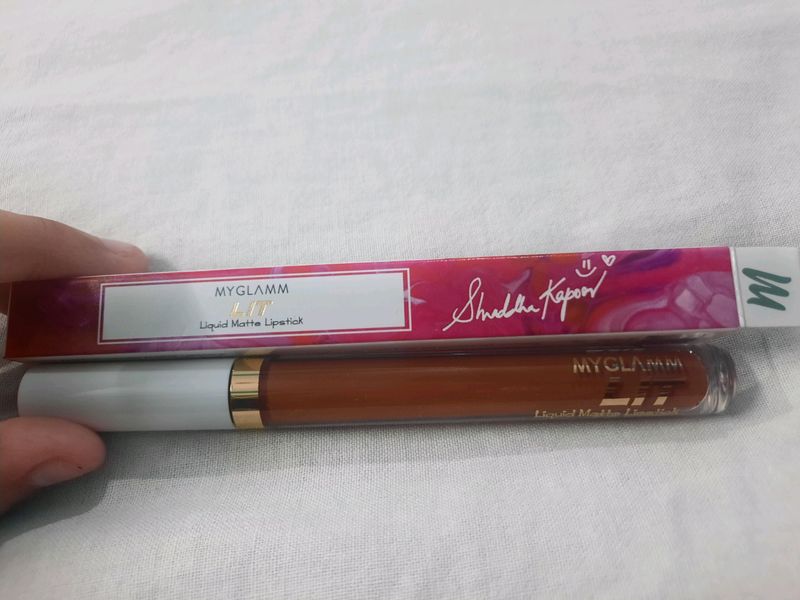 MYGLAMM
LIT
Liquid Matte Lipstick
Shraddha Kapoor
m
MYGLAMM
LIT
Liquid Matte Lipstick